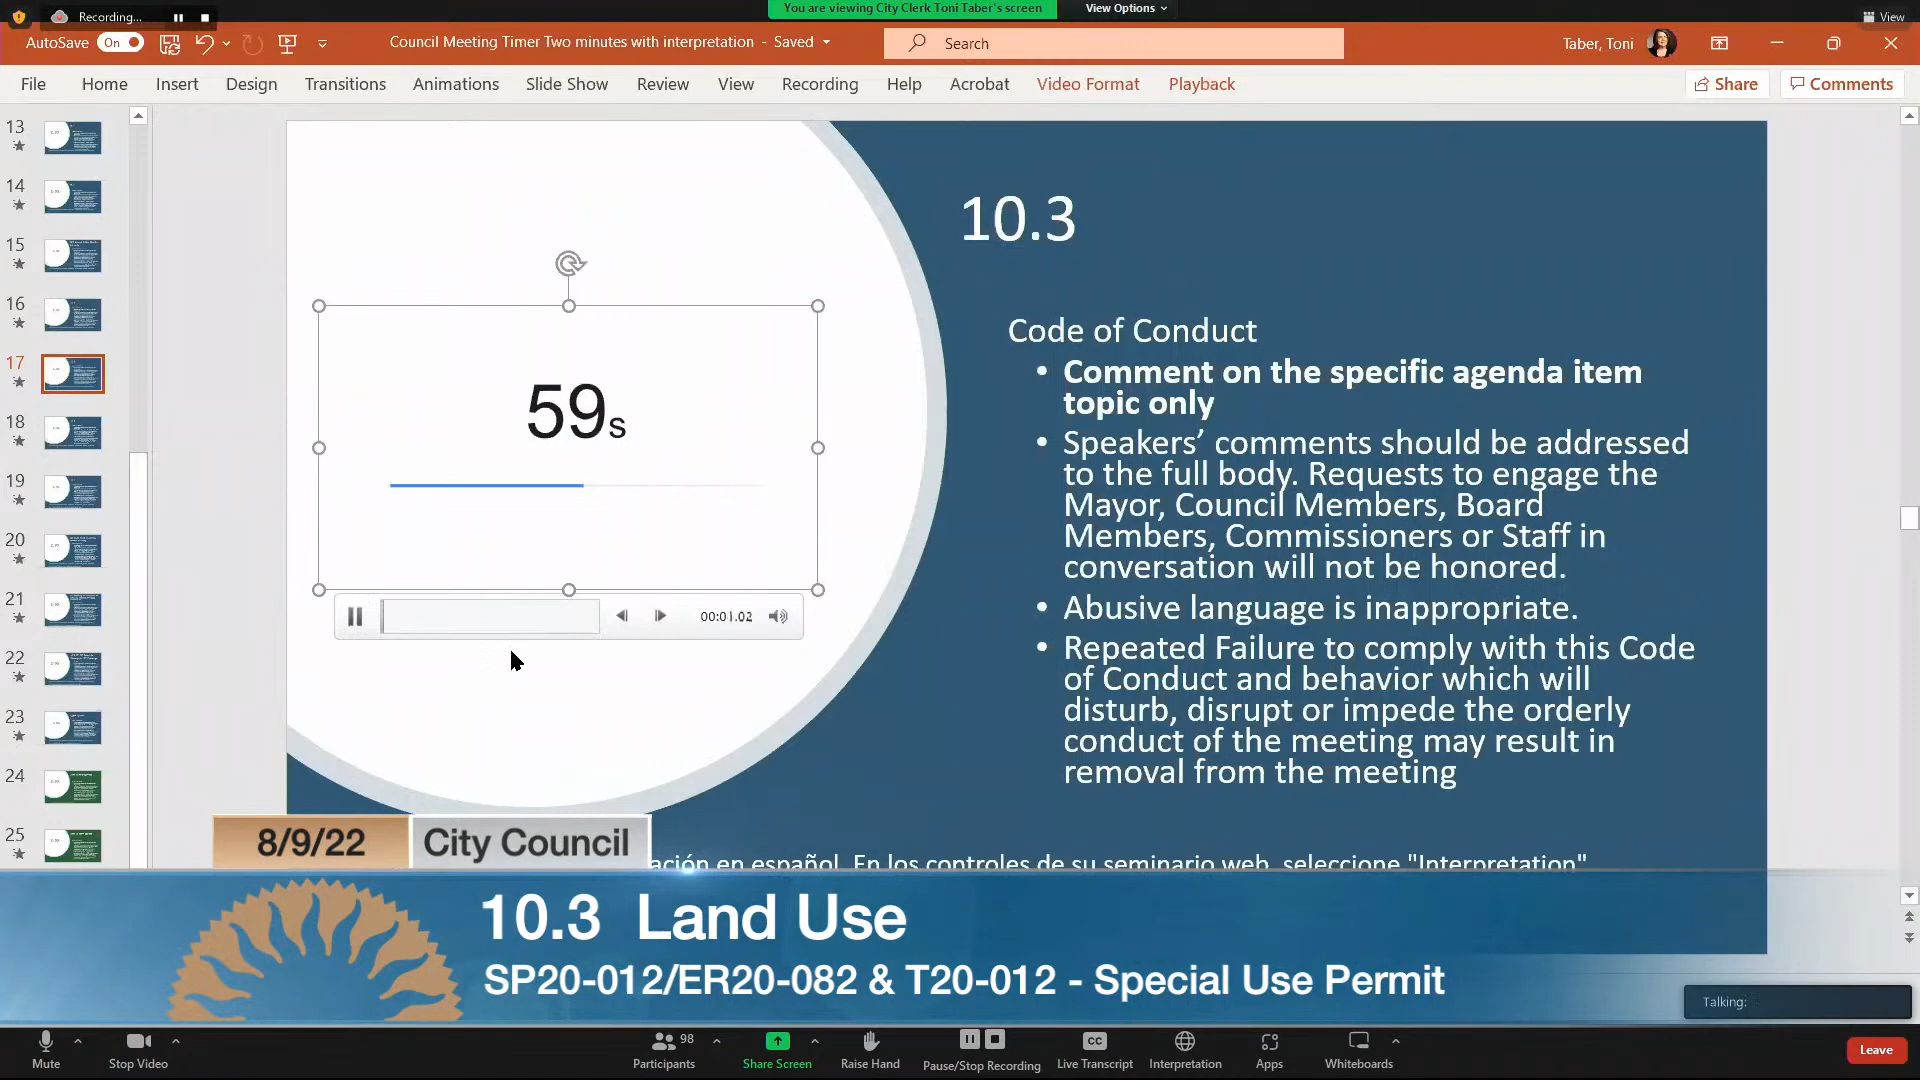 Recording...
You are viewing City Clerk Toni Taber's screen
View Options
View
AutoSave On
Council Meeting Timer Two minutes with interpretation - Saved
Search
Taber, Toni
File Home Insert Design Transitions Animations Slide Show Review View Recording Help Acrobat Video Format Playback
Share
Comments
13
14
15
16
17
18
19
20
21
22
23
24
25
59s
00:01.02
10.3
Code of Conduct
• Comment on the specific agenda item
topic only
• Speakers' comments should be addressed
to the full body. Requests to engage the
Mayor, Council Members, Board
Members, Commissioners or Staff in
conversation will not be honored.
• Abusive language is inappropriate.
• Repeated Failure to comply with this Code
of Conduct and behavior which will
disturb, disrupt or impede the orderly
conduct of the meeting may result in
removal from the meeting
ación en español. En los controles de su seminario web, seleccione "Interpretation"
8/9/22 City Council
10.3 Land Use
SP20-012/ER20-082 & T20-012 - Special Use Permit
Talking:
Mute
Stop Video
98
Participants
Share Screen
Raise Hand
Pause/Stop Recording
CC
Live Transcript
Interpretation
Apps
Whiteboards
Leave